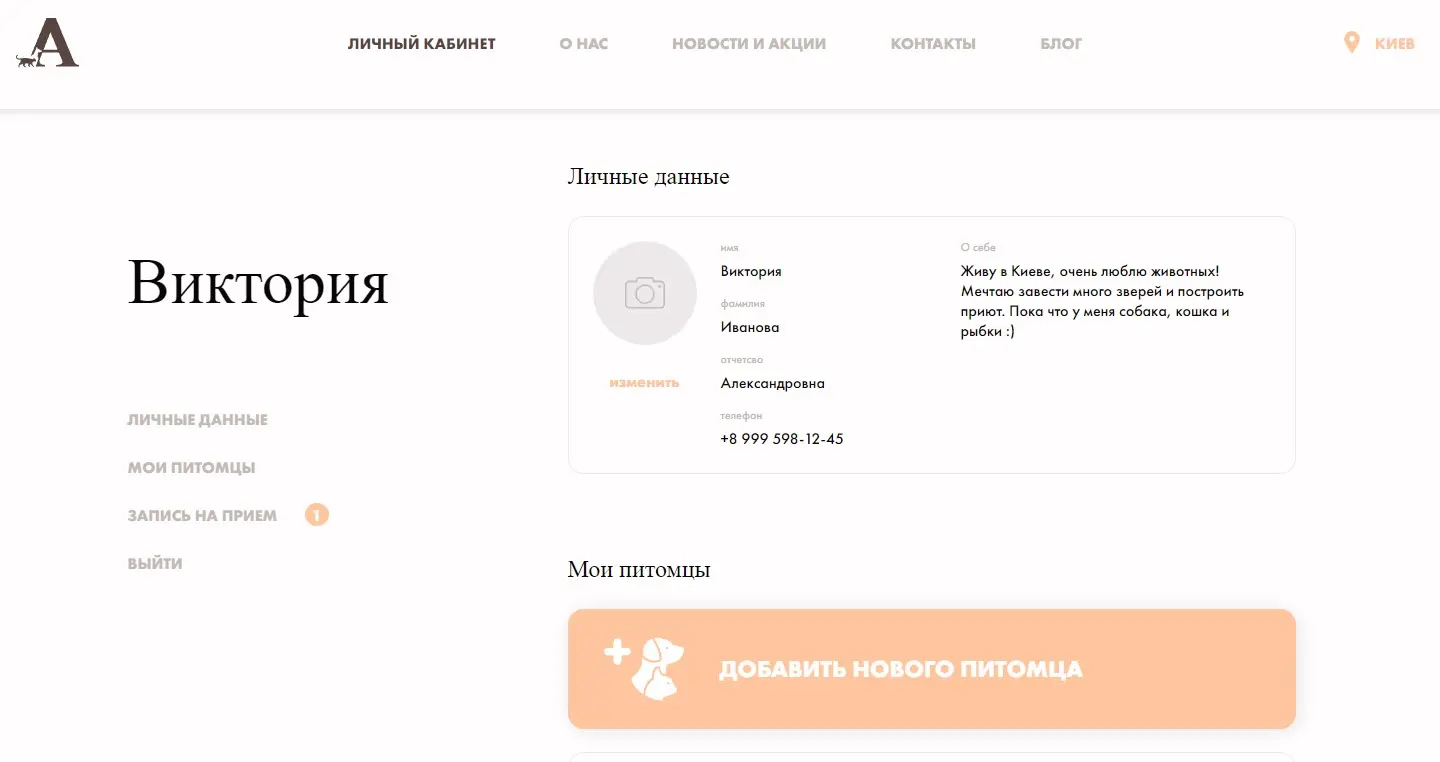 А
ЛИЧНЫЙ КАБИНЕТ
О НАС
НОВОСТИ И АКЦИИ
КОНТАКТЫ
БЛОГ
КИЕВ
Виктория
ЛИЧНЫЕ ДАННЫЕ
МОИ ПИТОМЦЫ
ЗАПИСЬ НА ПРИЕМ 1
ВЫЙТИ
Личные данные
изменить
имя
Виктория
фамилия
Иванова
отчетсво
Александровна
телефон
+8 999 598-12-45
О себе
Живу в Киеве, очень люблю животных!
Мечтаю завести много зверей и построить
приют. Пока что у меня собака, кошка и
рыбки :)
Мои питомцы
ДОБАВИТЬ НОВОГО ПИТОМЦА